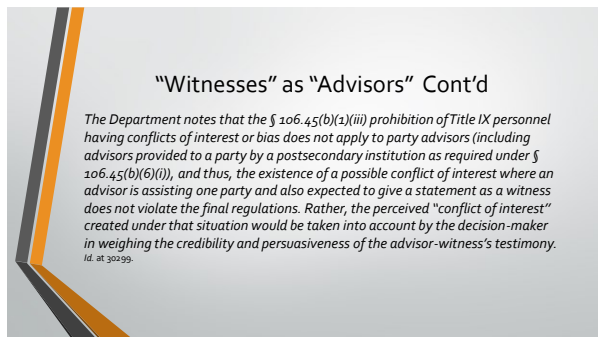 “Witnesses” as “Advisors” Cont’d
The Department notes that the § 106.45(b)(1)(iii) prohibition of Title IX personnel
having conflicts of interest or bias does not apply to party advisors (including
advisors provided to a party by a postsecondary institution as required under §
106.45(b)(6)(i)), and thus, the existence of a possible conflict of interest where an
advisor is assisting one party and also expected to give a statement as a witness
does not violate the final regulations. Rather, the perceived “conflict of interest”
created under that situation would be taken into account by the decision-maker
in weighing the credibility and persuasiveness of the advisor-witness’s testimony.
Id. at 30299.